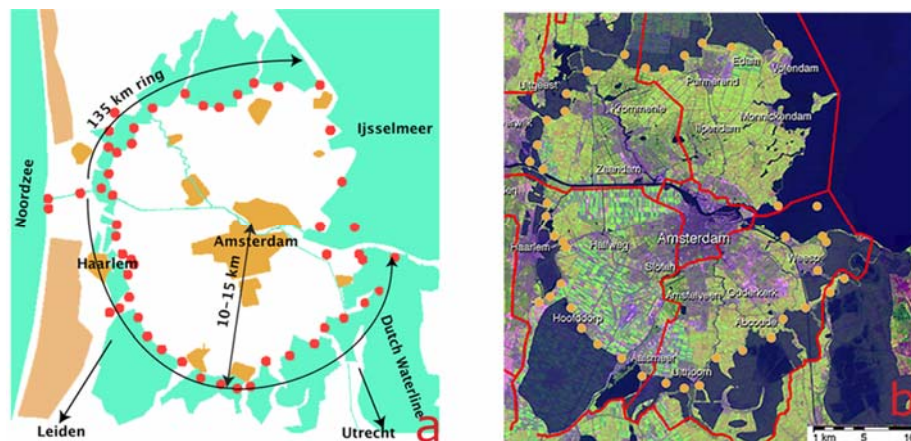 135 km ring
Ijsselmeer
Noordzee
Amsterdam
Haarlem
10-15 km
Dutch Waterline
Leiden
Utrecht
a
Edam
Volendam
Purmerend
Uitgeest
Krommenie
Ilpendam
Monnickendam
Zaandam
Amsterdam
Haarlem
Halfweg
Sloten
Weesp
Amstelveen
Ouderkerk
Hoofddorp
Abcoude
Aalsmeer
Uithoorn
b
1 km 5